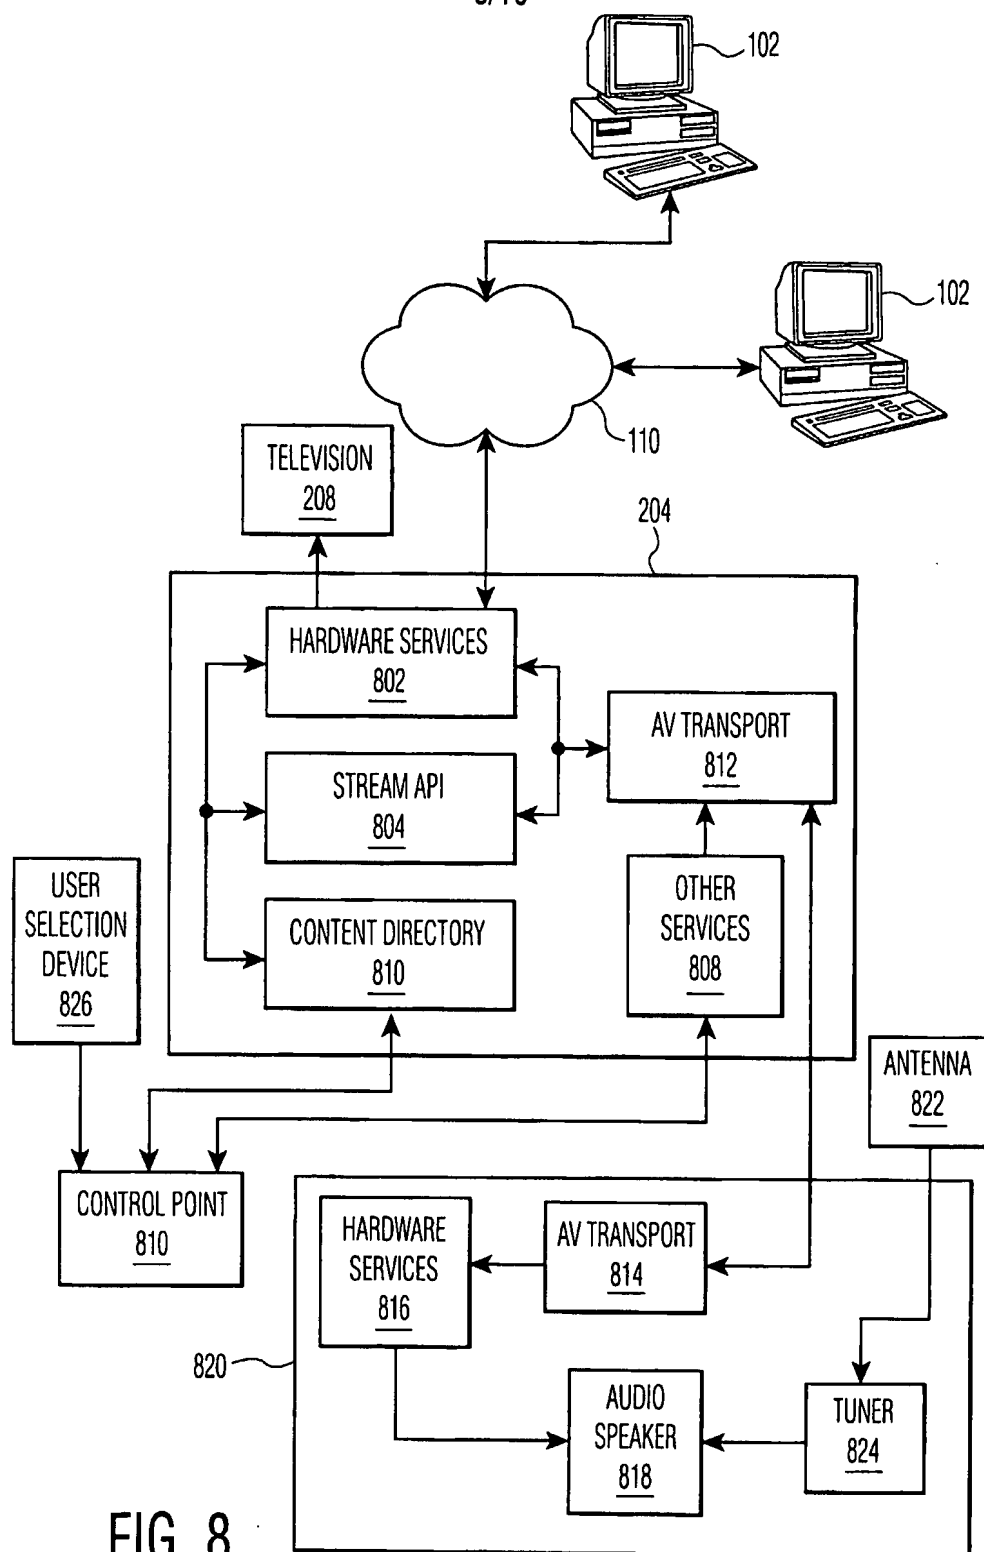 102
102
110
TELEVISION
208
204
HARDWARE SERVICES
802
AV TRANSPORT
812
STREAM API
804
USER
SELECTION
DEVICE
826
OTHER
SERVICES
808
CONTENT DIRECTORY
810
ANTENNA
822
CONTROL POINT
810
HARDWARE
SERVICES
816
AV TRANSPORT
814
820
AUDIO
SPEAKER
818
TUNER
824
FIG. 8